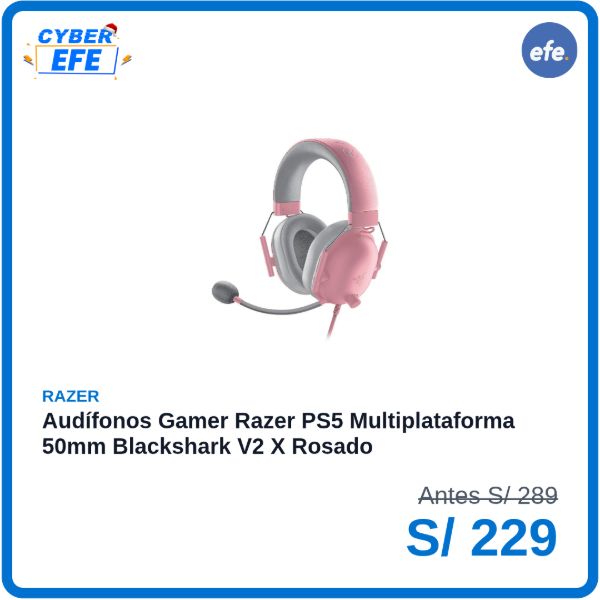 CYBER
EFE
efe.
RAZER
Audífonos Gamer Razer PS5 Multiplataforma
50mm Blackshark V2 X Rosado
Antes S/ 289
S/ 229